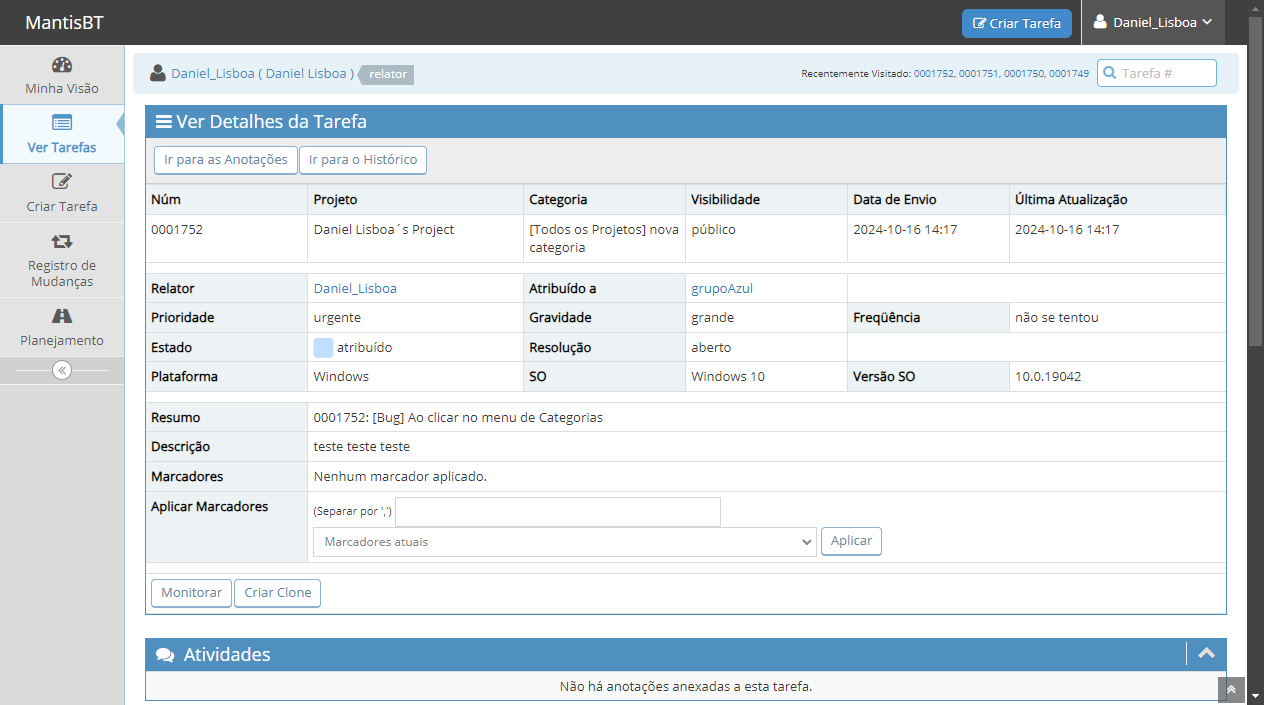 MantisBT
Criar Tarefa
Daniel_Lisboa
Minha Visão
Ver Tarefas
Criar Tarefa
Registro de
Mudanças
Planejamento
Daniel_Lisboa ( Daniel Lisboa ) relator
Recentemente Visitado: 0001752, 0001751, 0001750, 0001749
Tarefa #
Ver Detalhes da Tarefa
Ir para as Anotações Ir para o Histórico
Núm Projeto Categoria Visibilidade Data de Envio Última Atualização
0001752 Daniel Lisboa´s Project [Todos os Projetos] nova público 2024-10-16 14:17 2024-10-16 14:17
categoria
Relator Daniel_Lisboa Atribuído a grupoAzul
Prioridade urgente Gravidade grande Freqüência não se tentou
Estado atribuído Resolução aberto
Plataforma Windows SO Windows 10 Versão SO 10.0.19042
Resumo 0001752: [Bug] Ao clicar no menu de Categorias
Descrição teste teste teste
Marcadores Nenhum marcador aplicado.
Aplicar Marcadores (Separar por ',')
Marcadores atuais Aplicar
Monitorar Criar Clone
Atividades
Não há anotações anexadas a esta tarefa.